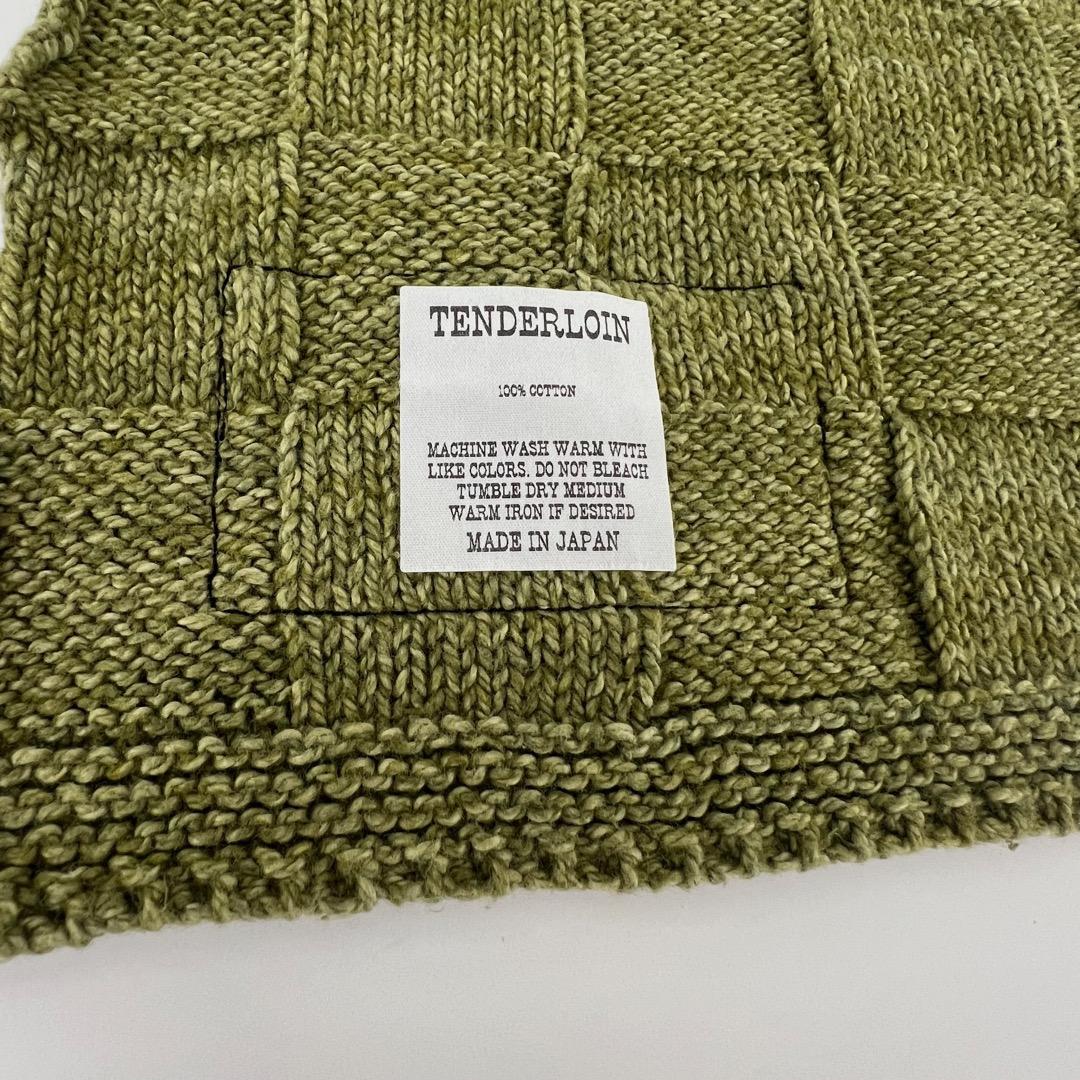 TENDERLOIN
100% COTTON
MACHINE WASH WARM WITH
LIKE COLORS. DO NOT BLEACH
TUMBLE DRY MEDIUM
WARM IRON IF DESIRED
MADE IN JAPAN